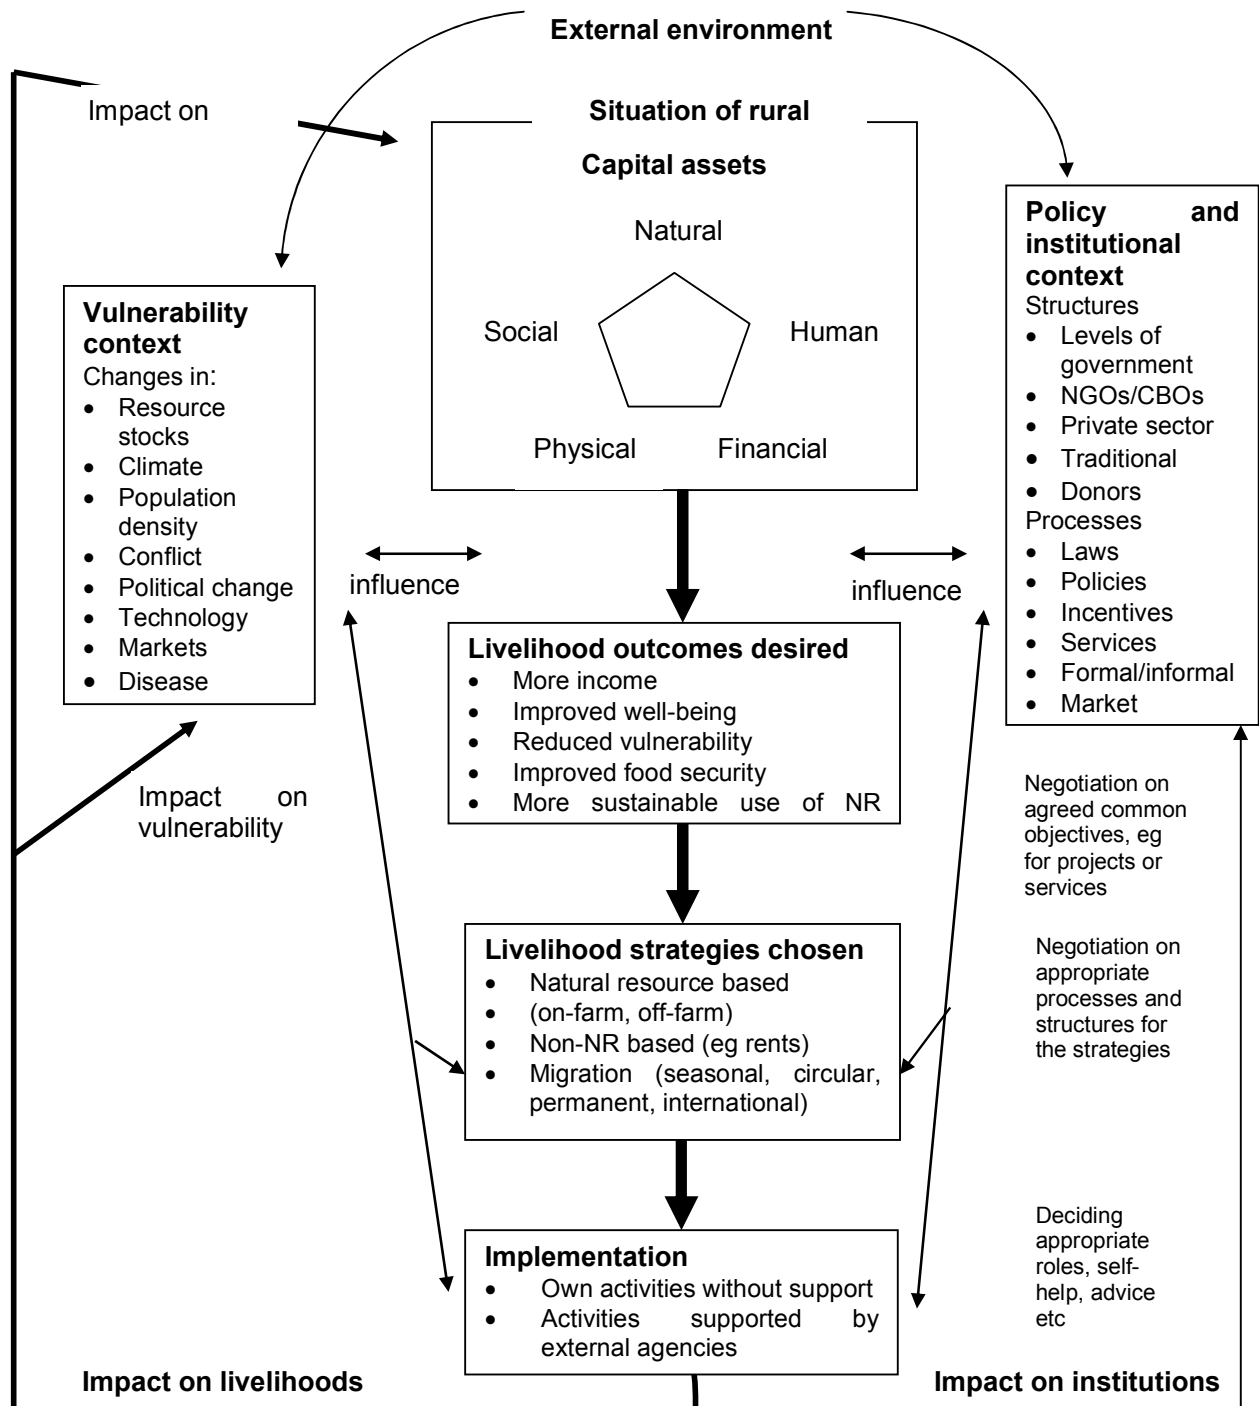 External environment
Impact on
Situation of rural
Capital assets
Natural
Social
Human
Physical
Financial
Vulnerability
context
Changes in:
• Resource
stocks
• Climate
• Population
density
• Conflict
• Political change
• Technology
• Markets
• Disease
Policy and
institutional
context
Structures
• Levels of
government
• NGOs/CBOs
• Private sector
• Traditional
• Donors
Processes
• Laws
• Policies
• Incentives
• Services
• Formal/informal
• Market
influence
influence
Livelihood outcomes desired
• More income
• Improved well-being
• Reduced vulnerability
• Improved food security
• More sustainable use of NR
Impact on
vulnerability
Negotiation on
agreed common
objectives, eg
for projects or
services
Livelihood strategies chosen
• Natural resource based
• (on-farm, off-farm)
• Non-NR based (eg rents)
• Migration (seasonal, circular,
permanent, international)
Negotiation on
appropriate
processes and
structures for
the strategies
Implementation
• Own activities without support
• Activities supported by
external agencies
Deciding
appropriate
roles, self-
help, advice
etc
Impact on livelihoods
Impact on institutions